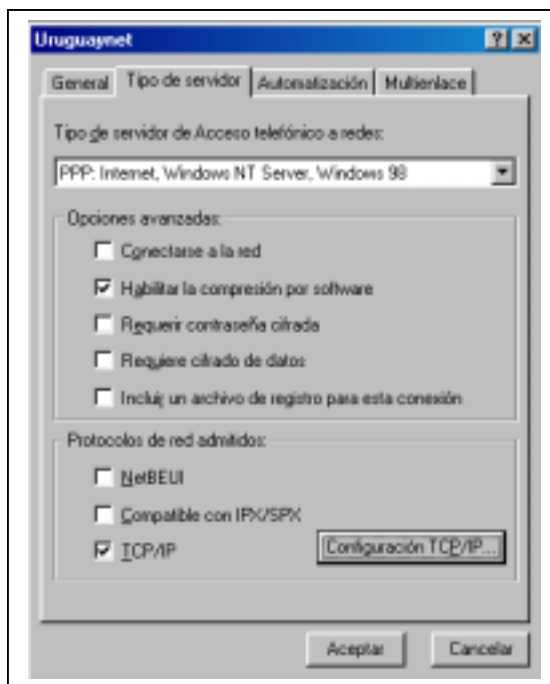 Uruguaynet
General Tipo de servidor Automatización Multienlace
Tipo de servidor de Acceso telefónico a redes:
PPP: Internet, Windows NT Server, Windows 98
Opciones avanzadas:
Conectarse a la red
Habilitar la compresión por software
Requerir contraseña cifrada
Requiere cifrado de datos
Incluir un archivo de registro para esta conexión
Protocolos de red admitidos:
NetBEUI
Compatible con IPX/SPX
TCP/IP Configuración TCP/IP...
Aceptar Cancelar